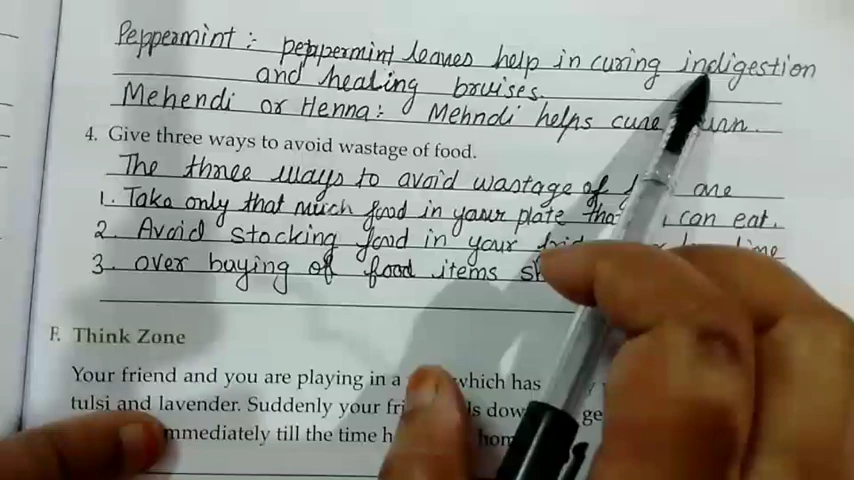 Peppermint : peppermint leaves help in curing indigestion
and healing bruises.
Mehendi or Henna: Mehndi helps cure burn.
4. Give three ways to avoid wastage of food.
The three ways to avoid wastage of are
1. Take only that much food in your plate can eat.
2. Avoid stocking food in your
3. over buying of food items
F. Think Zone
Your friend and you are playing in a which has
tulsi and lavender. Suddenly your
immediately till the time